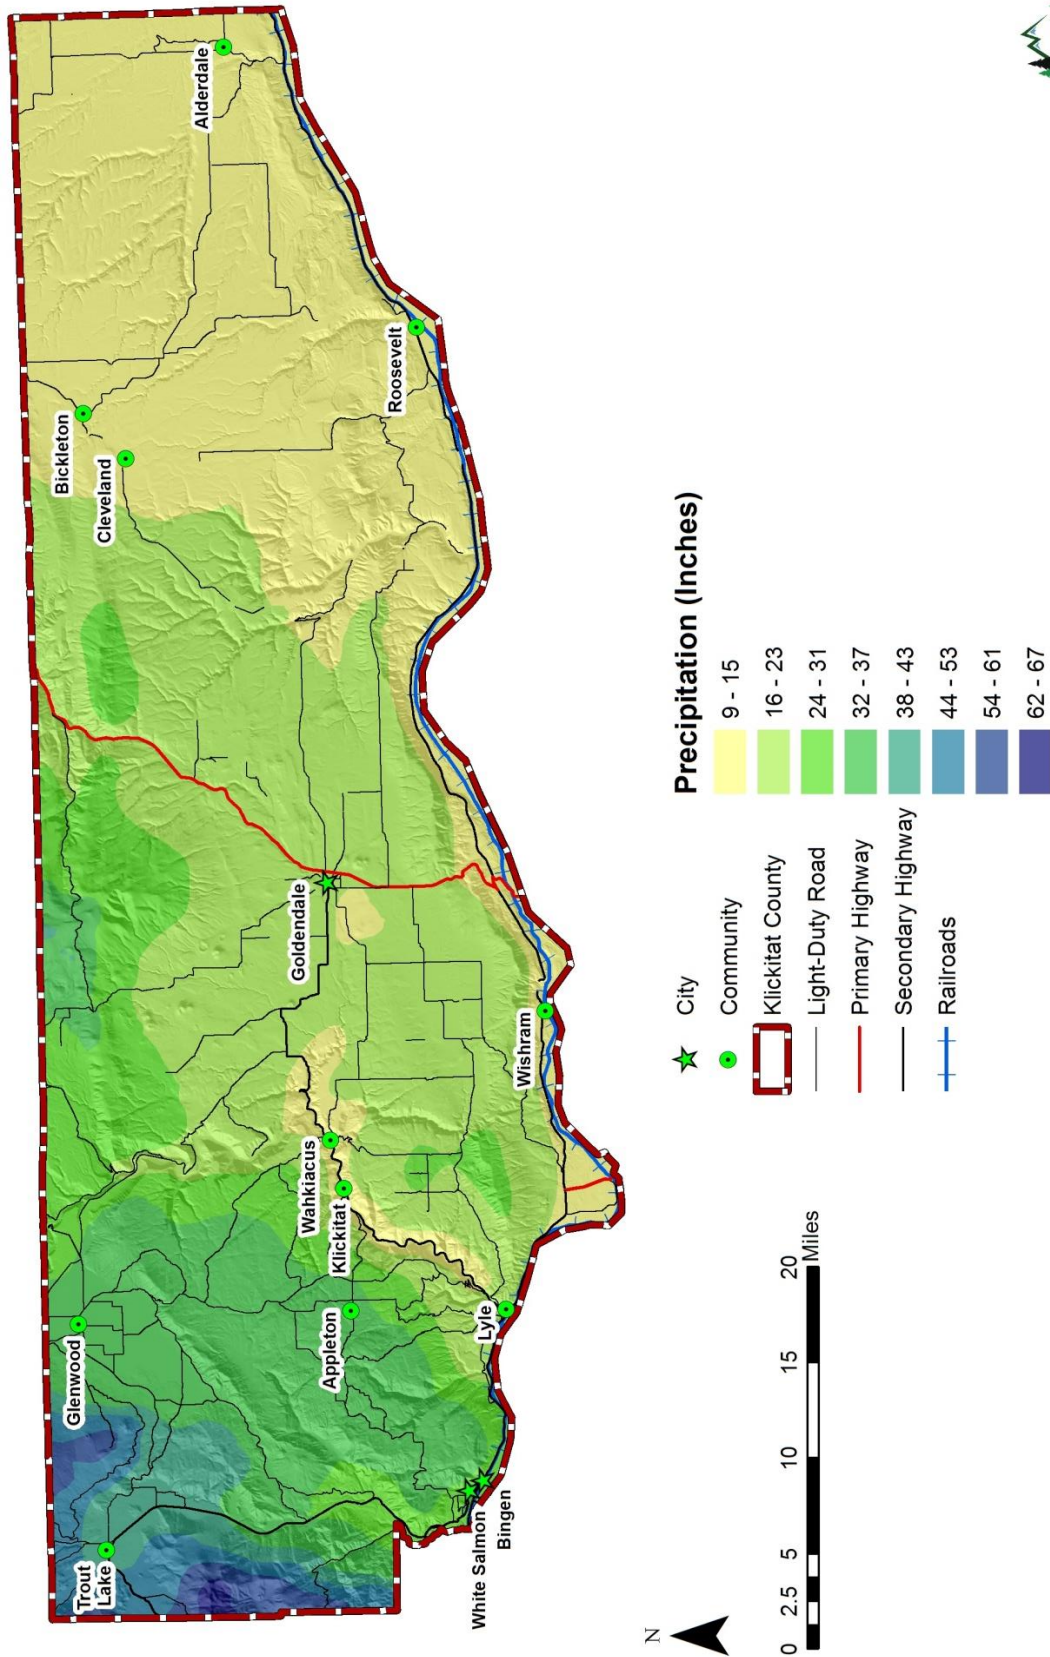 Trout
Lake
Glenwood
Bickleton
Cleveland
Alderdale
Goldendale
Wahkiacus
Klickitat
Appleton
Roosevelt
White Salmon
Bingen
Lyle
Wishram
N
0
2.5
5
10
15
20
Miles
City
Community
Klickitat County
Light-Duty Road
Primary Highway
Secondary Highway
Railroads
Precipitation (Inches)
9 - 15
16 - 23
24 - 31
32 - 37
38 - 43
44 - 53
54 - 61
62 - 67